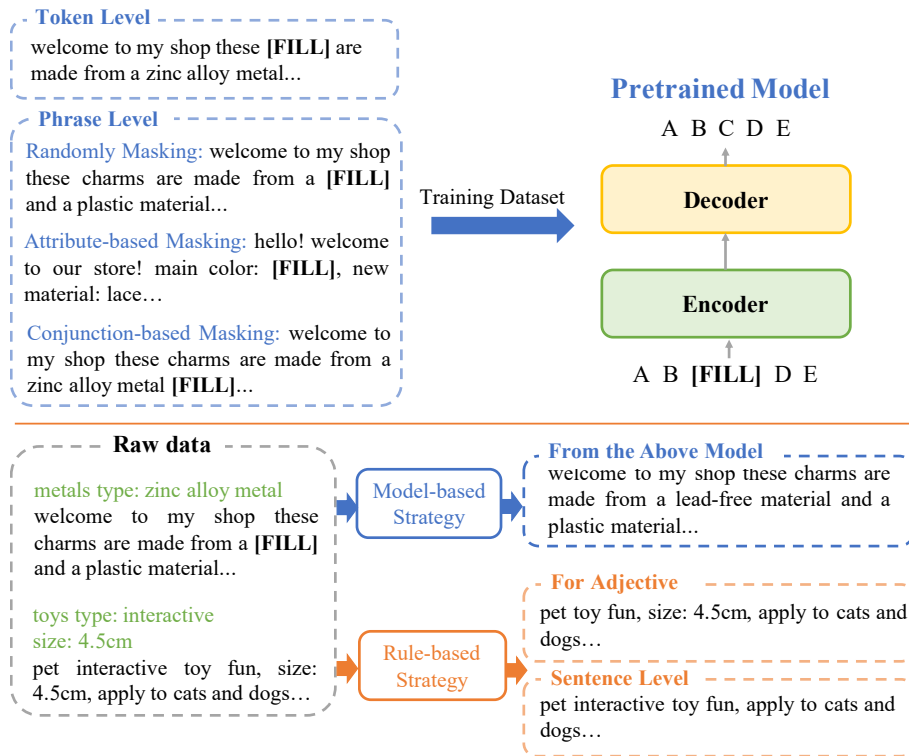 Token Level
welcome to my shop these [FILL] are
made from a zinc alloy metal...
Phrase Level
Randomly Masking: welcome to my shop
these charms are made from a [FILL]
and a plastic material...
Attribute-based Masking: hello! welcome
to our store! main color: [FILL], new
material: lace…
Conjunction-based Masking: welcome to
my shop these charms are made from a
zinc alloy metal [FILL]...
Training Dataset
Pretrained Model
A B C D E
Decoder
Encoder
A B [FILL] D E
Raw data
metals type: zinc alloy metal
welcome to my shop these
charms are made from a [FILL]
and a plastic material...
toys type: interactive
size: 4.5cm
pet interactive toy fun, size:
4.5cm, apply to cats and dogs…
Model-based
Strategy
Rule-based
Strategy
From the Above Model
welcome to my shop these charms are
made from a lead-free material and a
plastic material...
For Adjective
pet toy fun, size: 4.5cm, apply to cats and
dogs…
Sentence Level
pet interactive toy fun, apply to cats and
dogs…